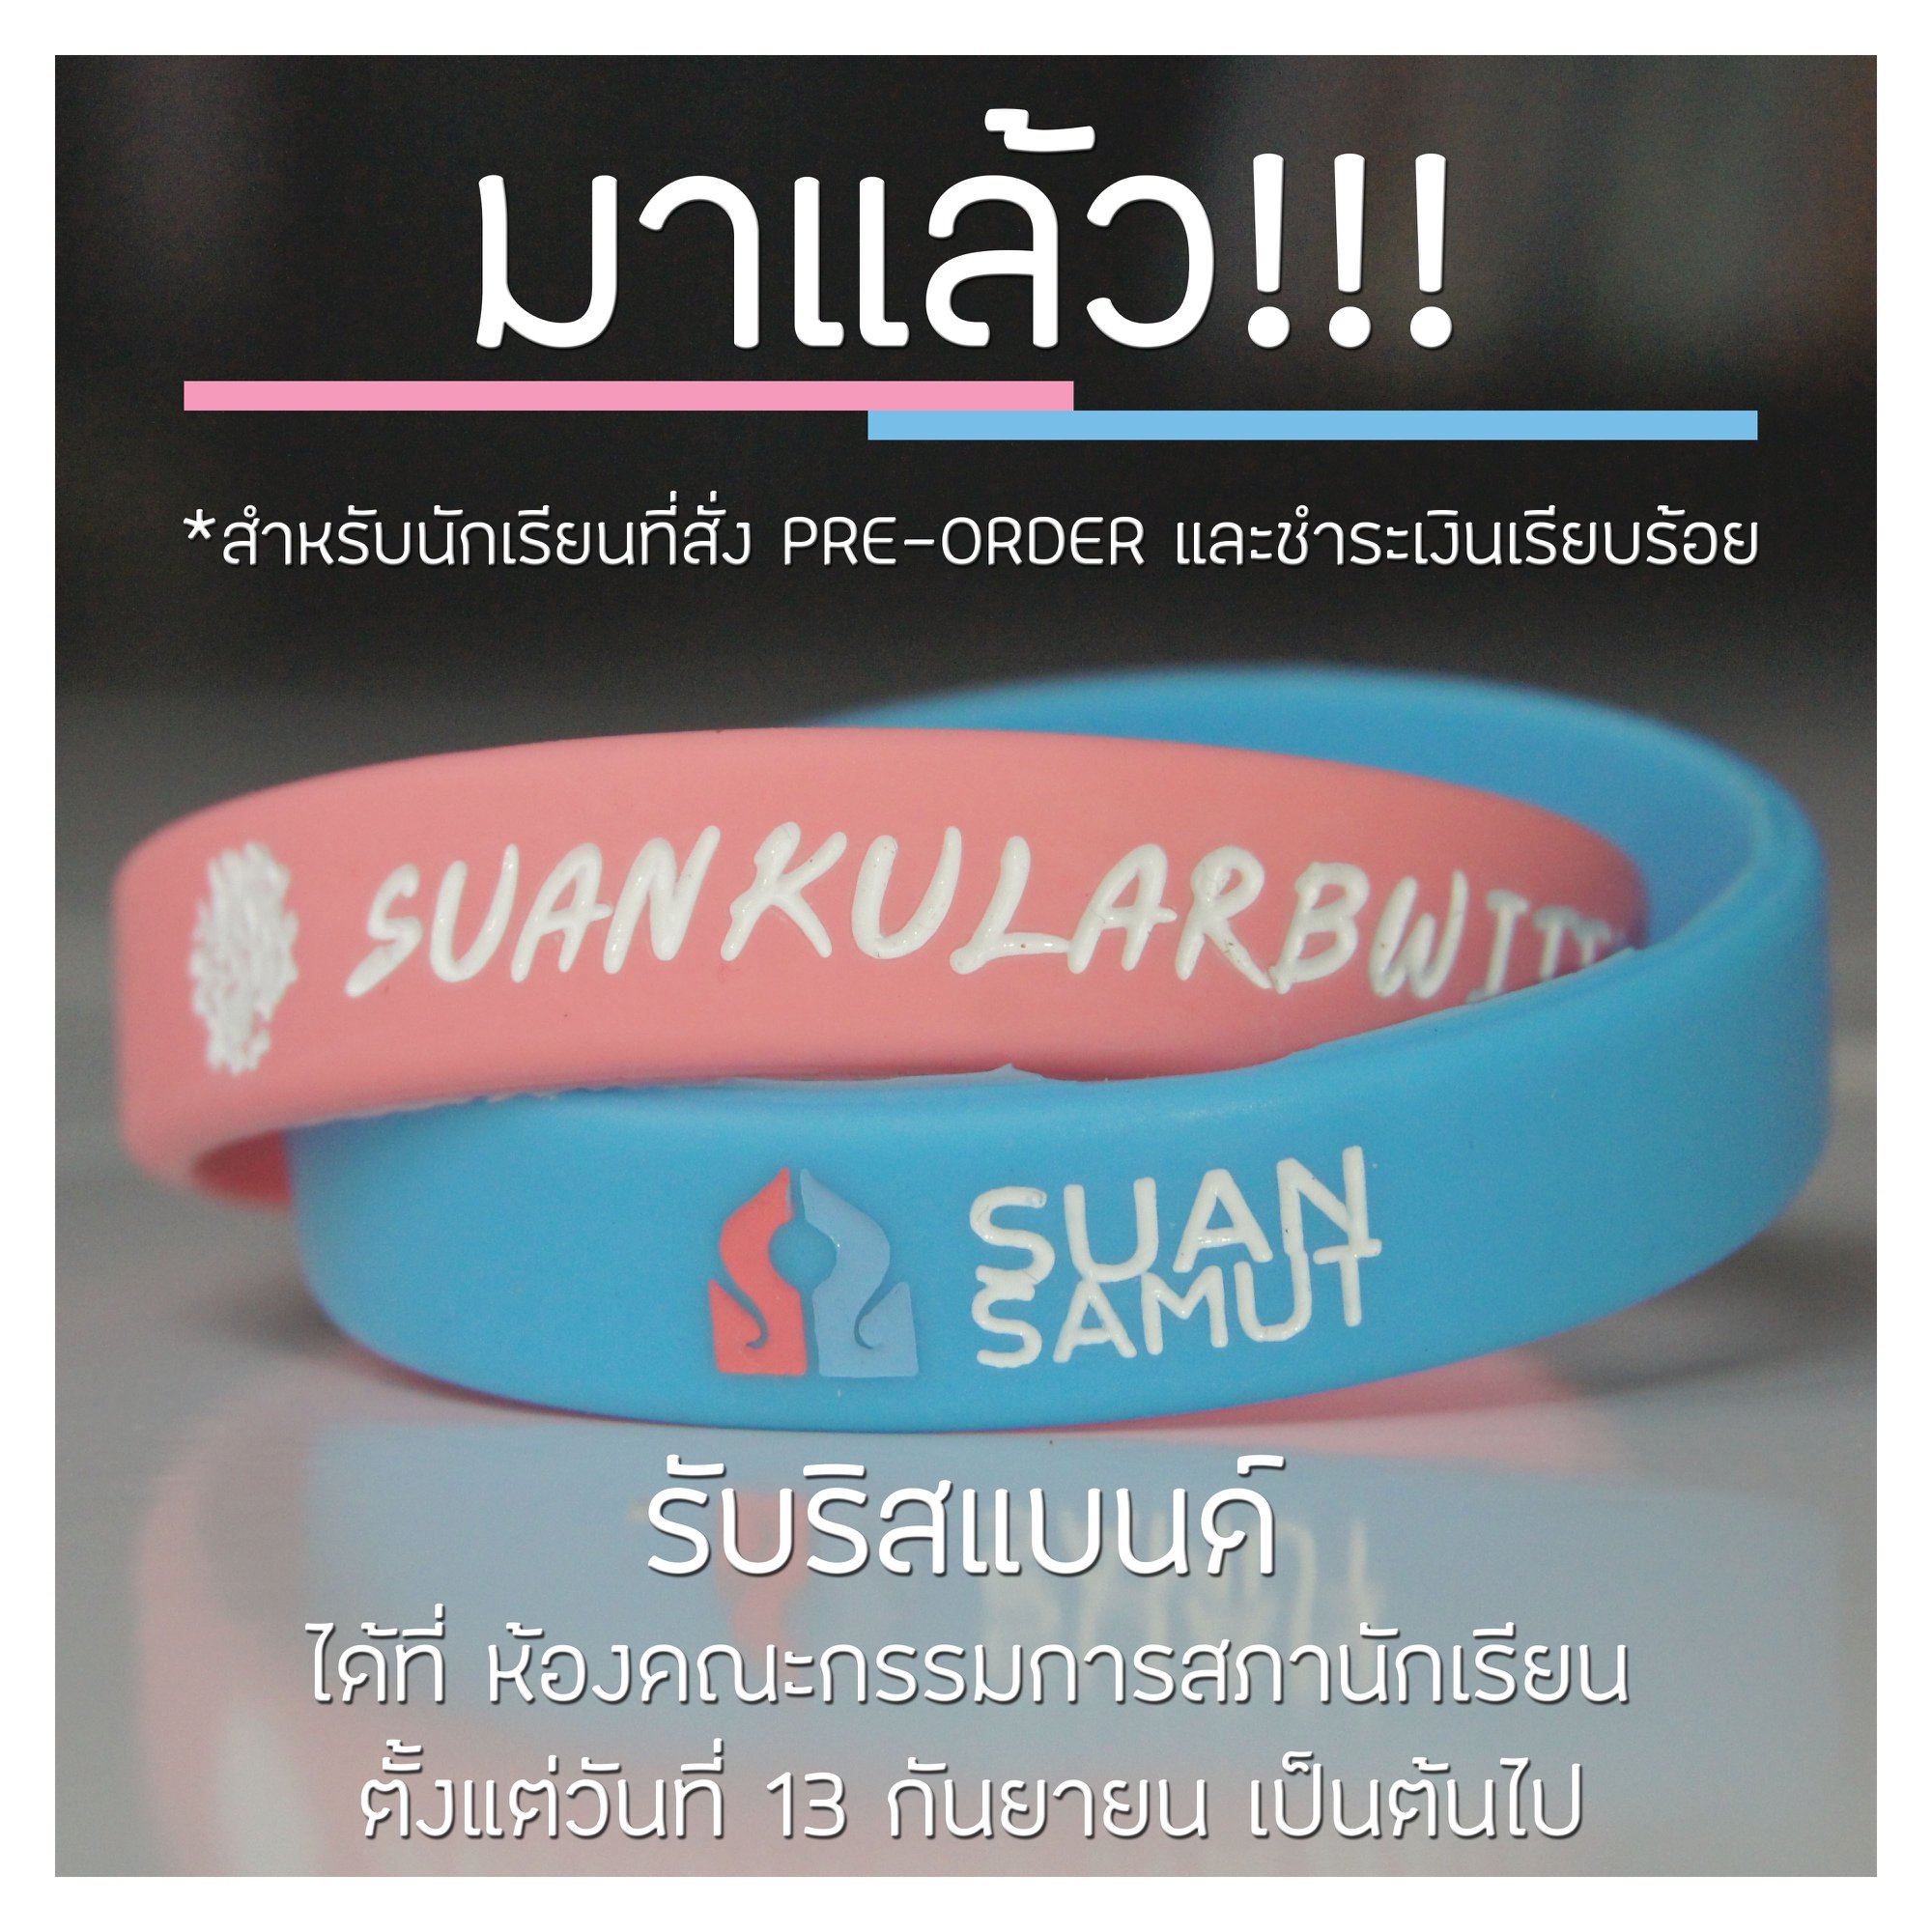 มาแล้ว!!!
*สำหรับนักเรียนที่สั่ง PRE-ORDER และชำระเงินเรียบร้อย
SUANKULARBWITT
SUAN
SAMUT
รับริสแบนด์
ได้ที่ ห้องคณะกรรมการสภานักเรียน
ตั้งแต่วันที่ 13 กันยายน เป็นต้นไป